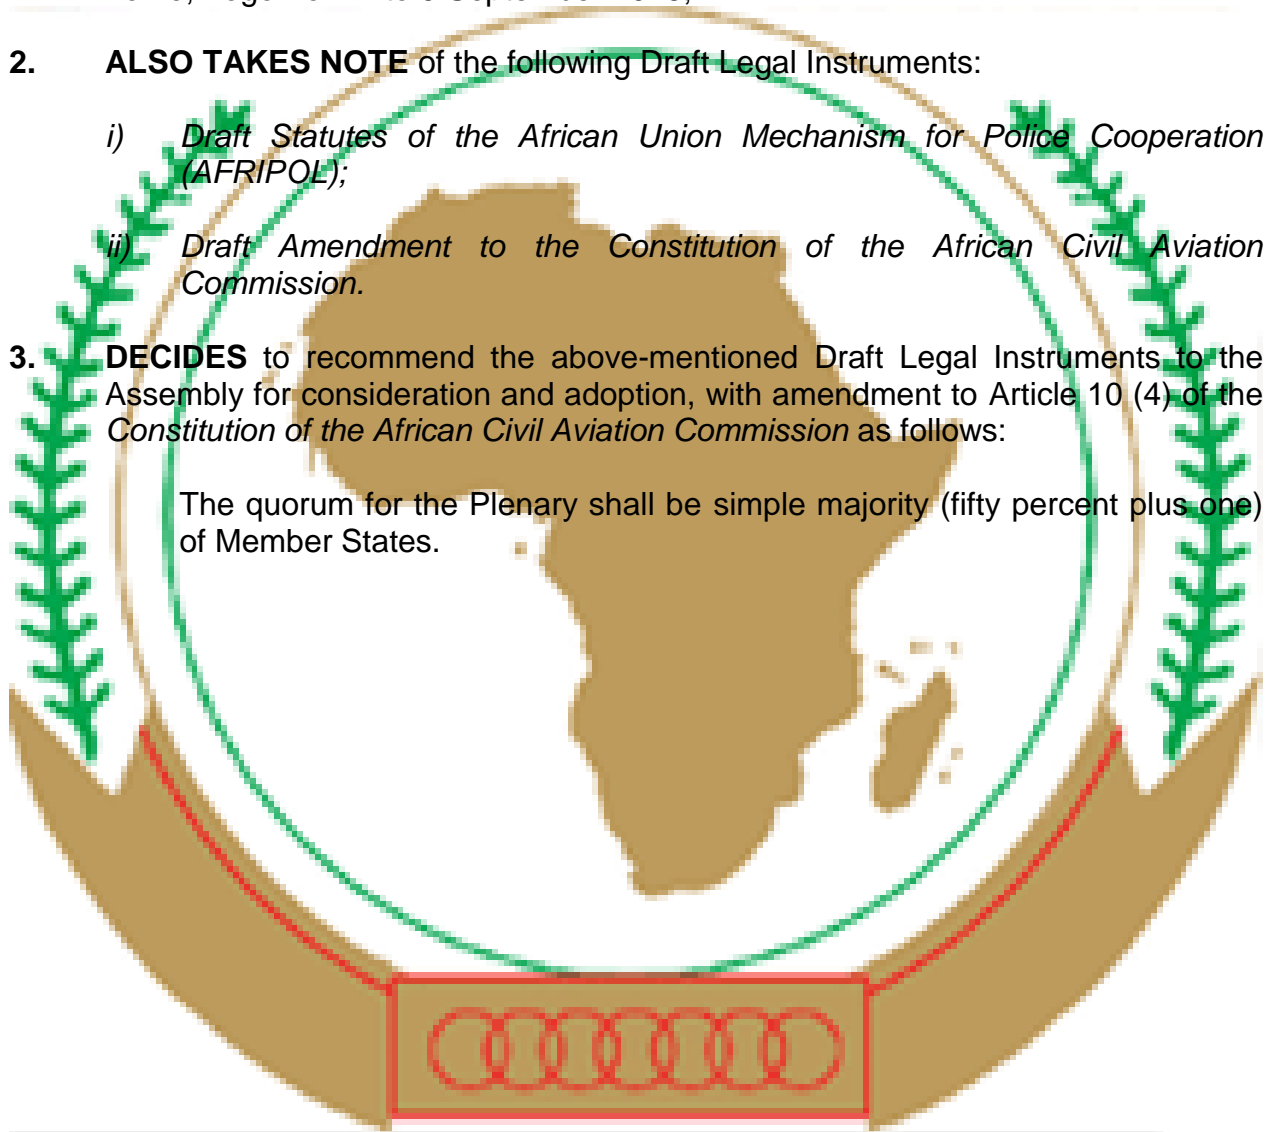 2. ALSO TAKES NOTE of the following Draft Legal Instruments:
i) Draft Statutes of the African Union Mechanism for Police Cooperation
(AFRIPOL);
ii) Draft Amendment to the Constitution of the African Civil Aviation
Commission.
3. DECIDES to recommend the above-mentioned Draft Legal Instruments to the
Assembly for consideration and adoption, with amendment to Article 10 (4) of the
Constitution of the African Civil Aviation Commission as follows:
The quorum for the Plenary shall be simple majority (fifty percent plus one)
of Member States.